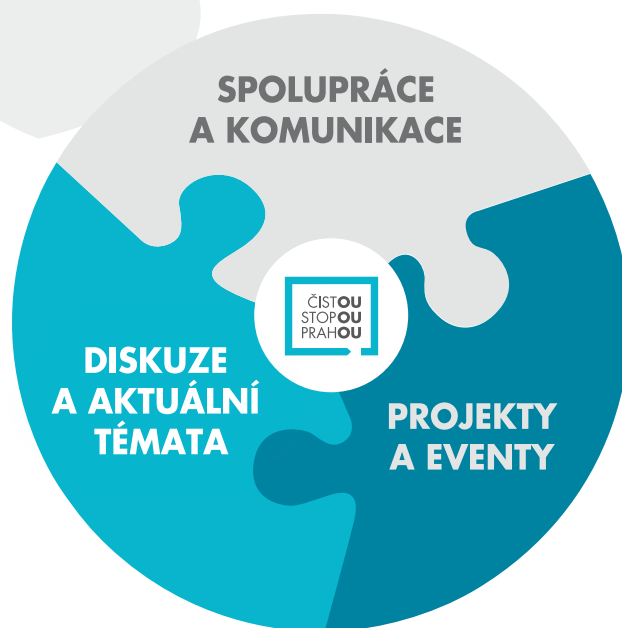 SPOLUPRÁCE
A KOMUNIKACE
ČISTOU
STOPOU
PRAHOU
DISKUZE
A AKTUÁLNÍ
TÉMATA
PROJEKTY
A EVENTY